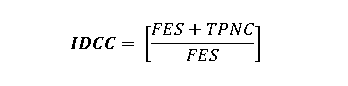 IDCC = [(FES + TPNC) / FES]